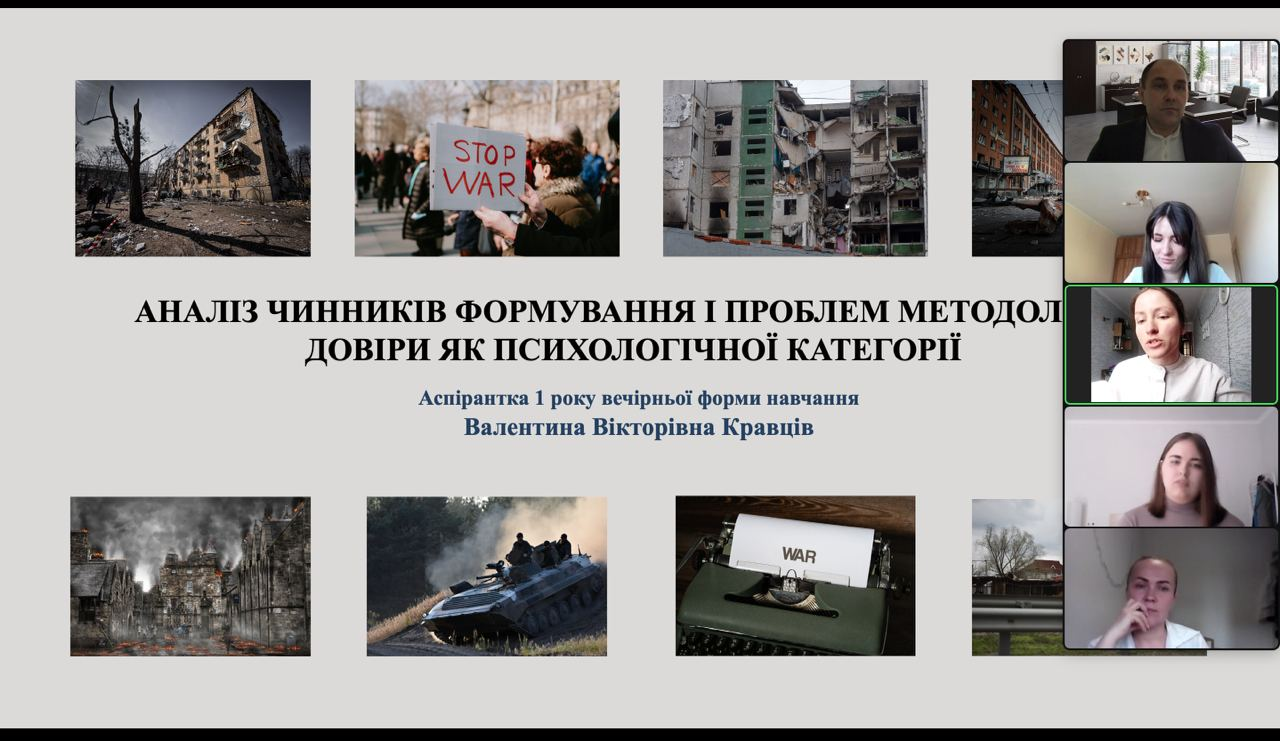 STOP
WAR
АНАЛІЗ ЧИННИКІВ ФОРМУВАННЯ І ПРОБЛЕМ МЕТОДОЛ
ДОВІРИ ЯК ПСИХОЛОГІЧНОЇ КАТЕГОРІЇ
Аспірантка 1 року вечірньої форми навчання
Валентина Вікторівна Кравців
WAR